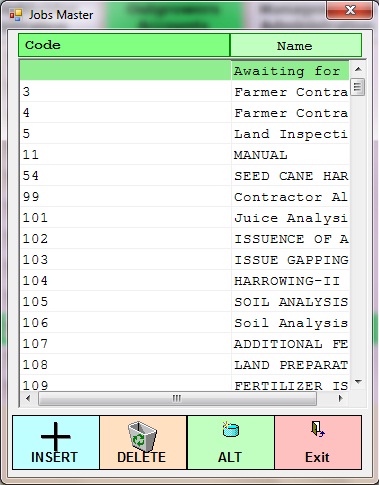 Jobs Master
Code Name
Awaiting for
3 Farmer Contra
4 Farmer Contra
5 Land Inspecti
11 MANUAL
54 SEED CANE HAR
99 Contractor Al
101 Juice Analysi
102 ISSUENCE OF A
103 ISSUE GAPPING
104 HARROWING-II
105 SOIL ANALYSIS
106 Soil Analysis
107 ADDITIONAL FE
108 LAND PREPARAT
109 FERTILIZER IS
INSERT DELETE ALT Exit